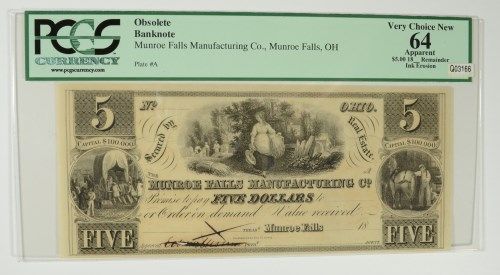 PCGS
CURRENCY
www.pcgscurrency.com
Obsolete
Banknote
Munroe Falls Manufacturing Co., Munroe Falls, OH
Plate #A
Very Choice New
64
Apparent
$5.00 18__ Remainder
Ink Erosion
Q03166
5
No
OHIO.
5
Secured by
Real Estate
CAPITAL $100,000
CAPITAL $100,000
THE
MUNROE FALLS MANUFACTURING Co
Promise to pay FIVE DOLLARS to
or Order on demand Value received
Munroe Falls
18
FIVE
FIVE